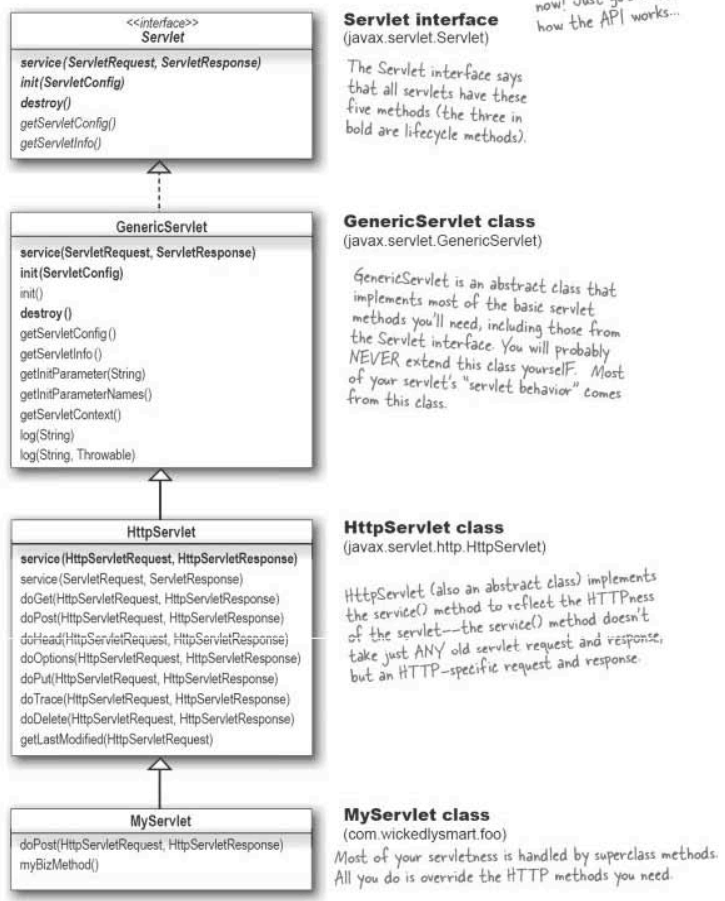 <<interface>>
Servlet
service(ServletRequest, ServletResponse)
init(ServletConfig)
destroy()
getServletConfig()
getServletInfo()
Servlet interface
(javax.servlet.Servlet)
now! Just
how the API works...
The Servlet interface says
that all servlets have these
five methods (the three in
bold are lifecycle methods).
GenericServlet
service(ServletRequest, ServletResponse)
init(ServletConfig)
init()
destroy()
getServletConfig()
getServletInfo()
getInitParameter(String)
getInitParameterNames()
getServletContext()
log(String)
log(String, Throwable)
GenericServlet class
(javax.servlet.GenericServlet)
GenericServlet is an abstract class that
implements most of the basic servlet
methods you'll need, including those from
the Servlet interface. You will probably
NEVER extend this class yourselF. Most
of your servlet's "servlet behavior" comes
from this class.
HttpServlet
service(HttpServletRequest, HttpServletResponse)
service(ServletRequest, ServletResponse)
doGet(HttpServletRequest, HttpServletResponse)
doPost(HttpServletRequest, HttpServletResponse)
doHead(HttpServletRequest, HttpServletResponse)
doOptions(HttpServletRequest, HttpServletResponse)
doPut(HttpServletRequest, HttpServletResponse)
doTrace(HttpServletRequest, HttpServletResponse)
doDelete(HttpServletRequest, HttpServletResponse)
getLastModified(HttpServletRequest)
HttpServlet class
(javax.servlet.http.HttpServlet)
HttpServlet (also an abstract class) implements
the service() method to reflect the HTTPness
of the servlet--the service() method doesn't
take just ANY old servlet request and response,
but an HTTP-specific request and response.
MyServlet
doPost(HttpServletRequest, HttpServletResponse)
myBizMethod()
MyServlet class
(com.wickedlysmart.foo)
Most of your servletness is handled by superclass methods.
All you do is override the HTTP methods you need.